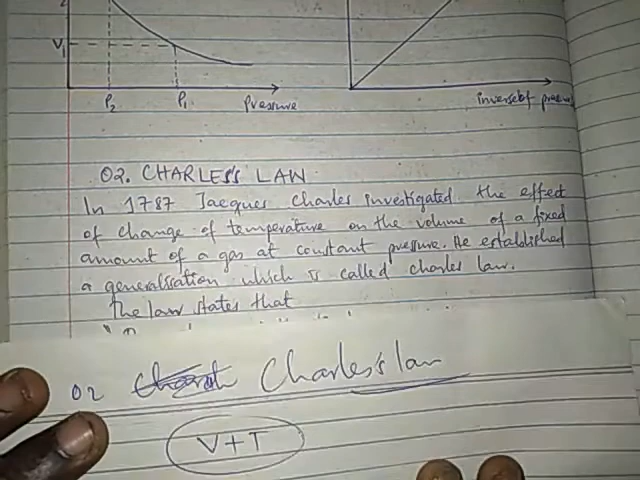 2
V1
P2 P1 pressure
inverse of pressure
02. CHARLES'S LAW
In 1787 Jacques Charles investigated the effect
of change of temperature on the volume of a fixed
amount of a gas at constant pressure. He established
a generalisation which is called charles law.
The law states that
02 Charles's law
V+T